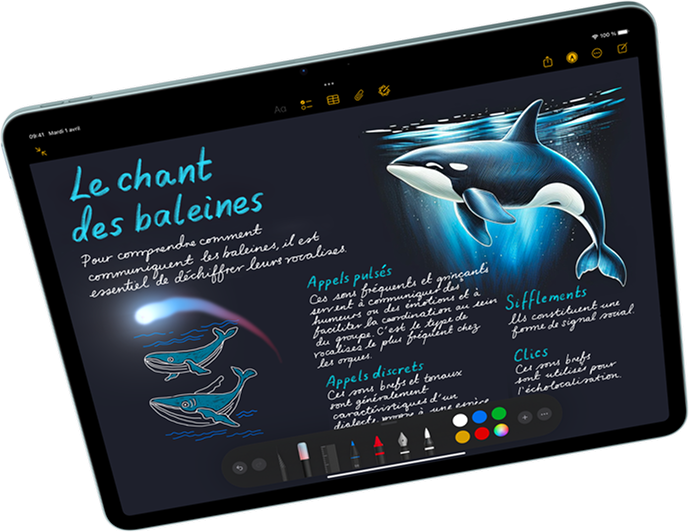 09:41 Mardi 1 avril
100 %
Aa
Le chant
des baleines
Pour comprendre comment
communiquent les baleines, il est
essentiel de déchiffrer leurs vocalises.
Appels pulsés
Ces sons fréquents et grinçants
servent à communiquer des
humeurs ou des émotions et à
faciliter la coordination au sein
du groupe. C'est le type de
vocalises le plus fréquent chez
les orques.
Appels discrets
Ces sons brefs et tonaux
sont généralement
caractéristiques d'un
dialecte propre à une
Sifflements
Ils constituent une
forme de signal social.
Clics
Ces sons brefs
sont utilisés pour
l'écholocalisation.